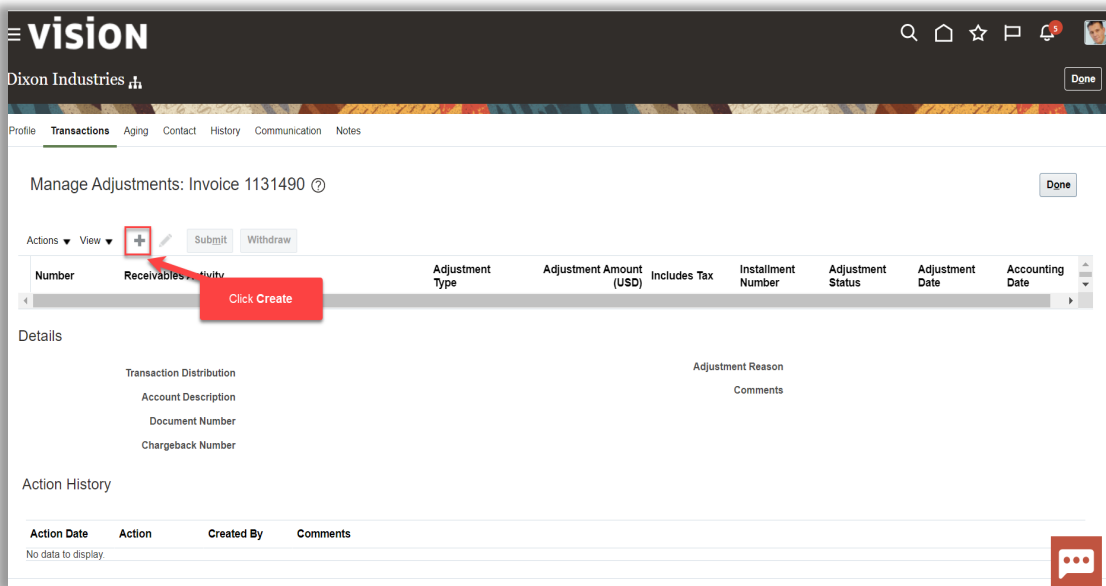 vision
5
Dixon Industries
Done
Profile Transactions Aging Contact History Communication Notes
Manage Adjustments: Invoice 1131490
Done
Actions View Submit Withdraw
Number Receivables Activity Adjustment Type Adjustment Amount (USD) Includes Tax Installment Number Adjustment Status Adjustment Date Accounting Date
Click Create
Details
Transaction Distribution Adjustment Reason
Account Description Comments
Document Number
Chargeback Number
Action History
Action Date Action Created By Comments
No data to display.